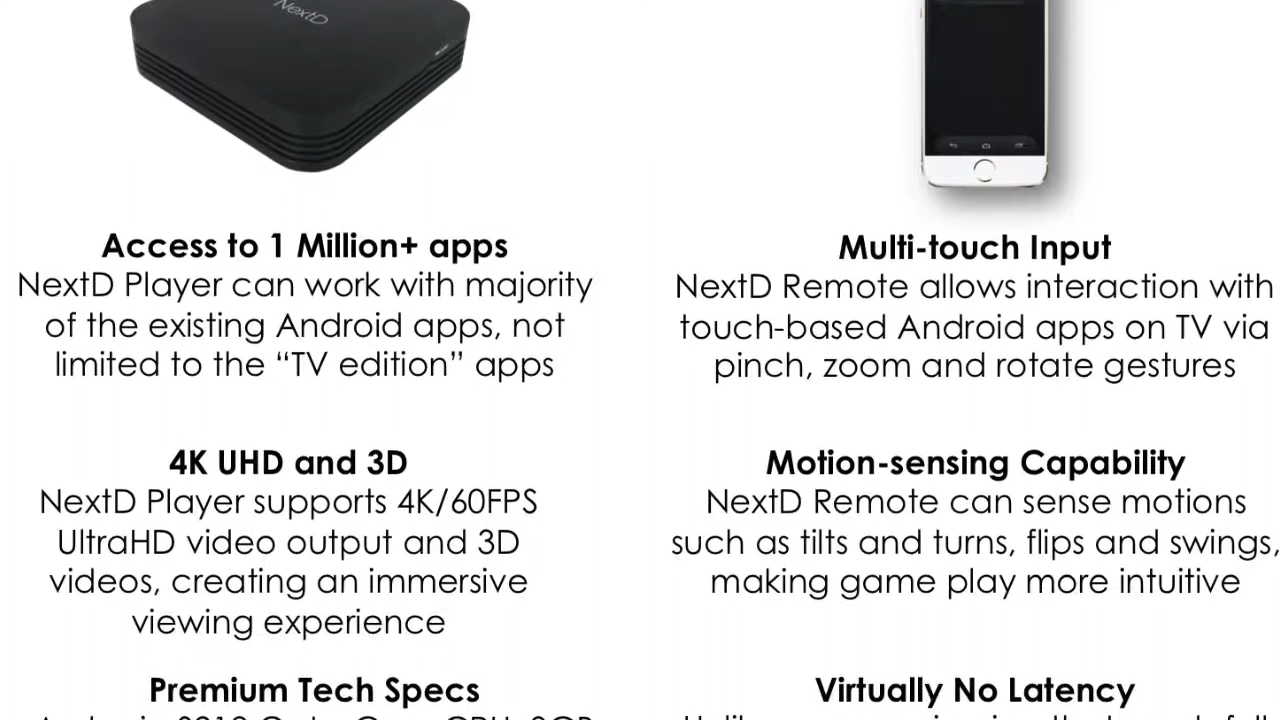 NextD
Access to 1 Million+ apps
NextD Player can work with majority
of the existing Android apps, not
limited to the “TV edition” apps
4K UHD and 3D
NextD Player supports 4K/60FPS
UltraHD video output and 3D
videos, creating an immersive
viewing experience
Premium Tech Specs
Multi-touch Input
NextD Remote allows interaction with
touch-based Android apps on TV via
pinch, zoom and rotate gestures
Motion-sensing Capability
NextD Remote can sense motions
such as tilts and turns, flips and swings,
making game play more intuitive
Virtually No Latency